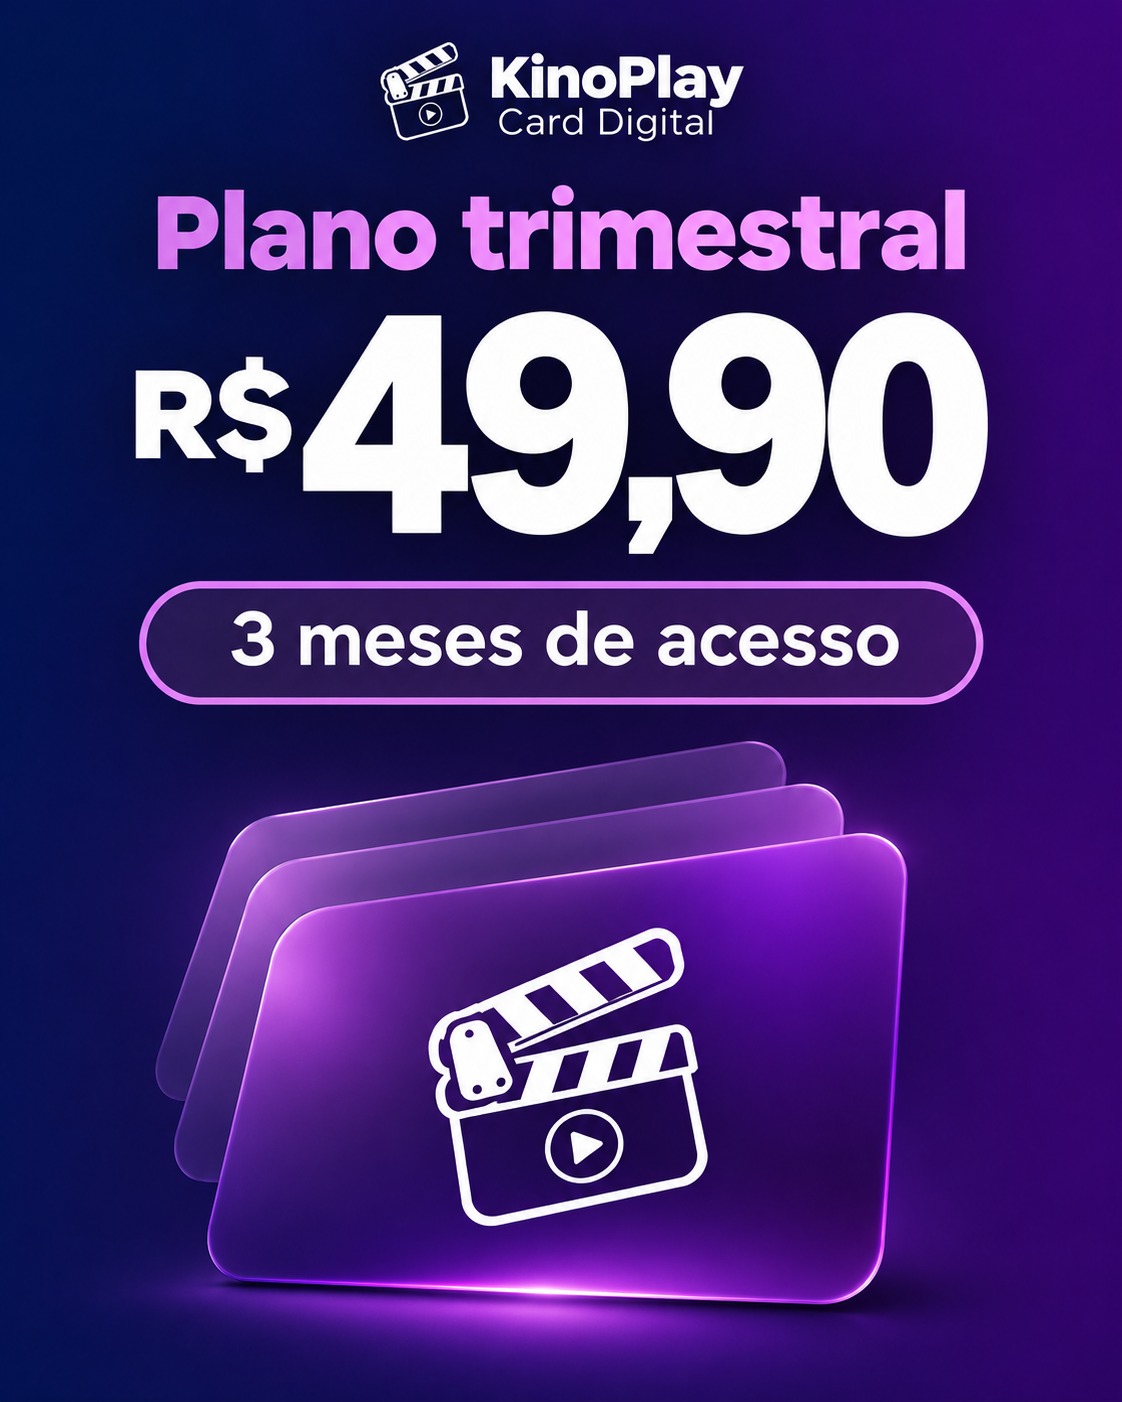 KinoPlay
Card Digital
Plano trimestral
R$49,90
3 meses de acesso